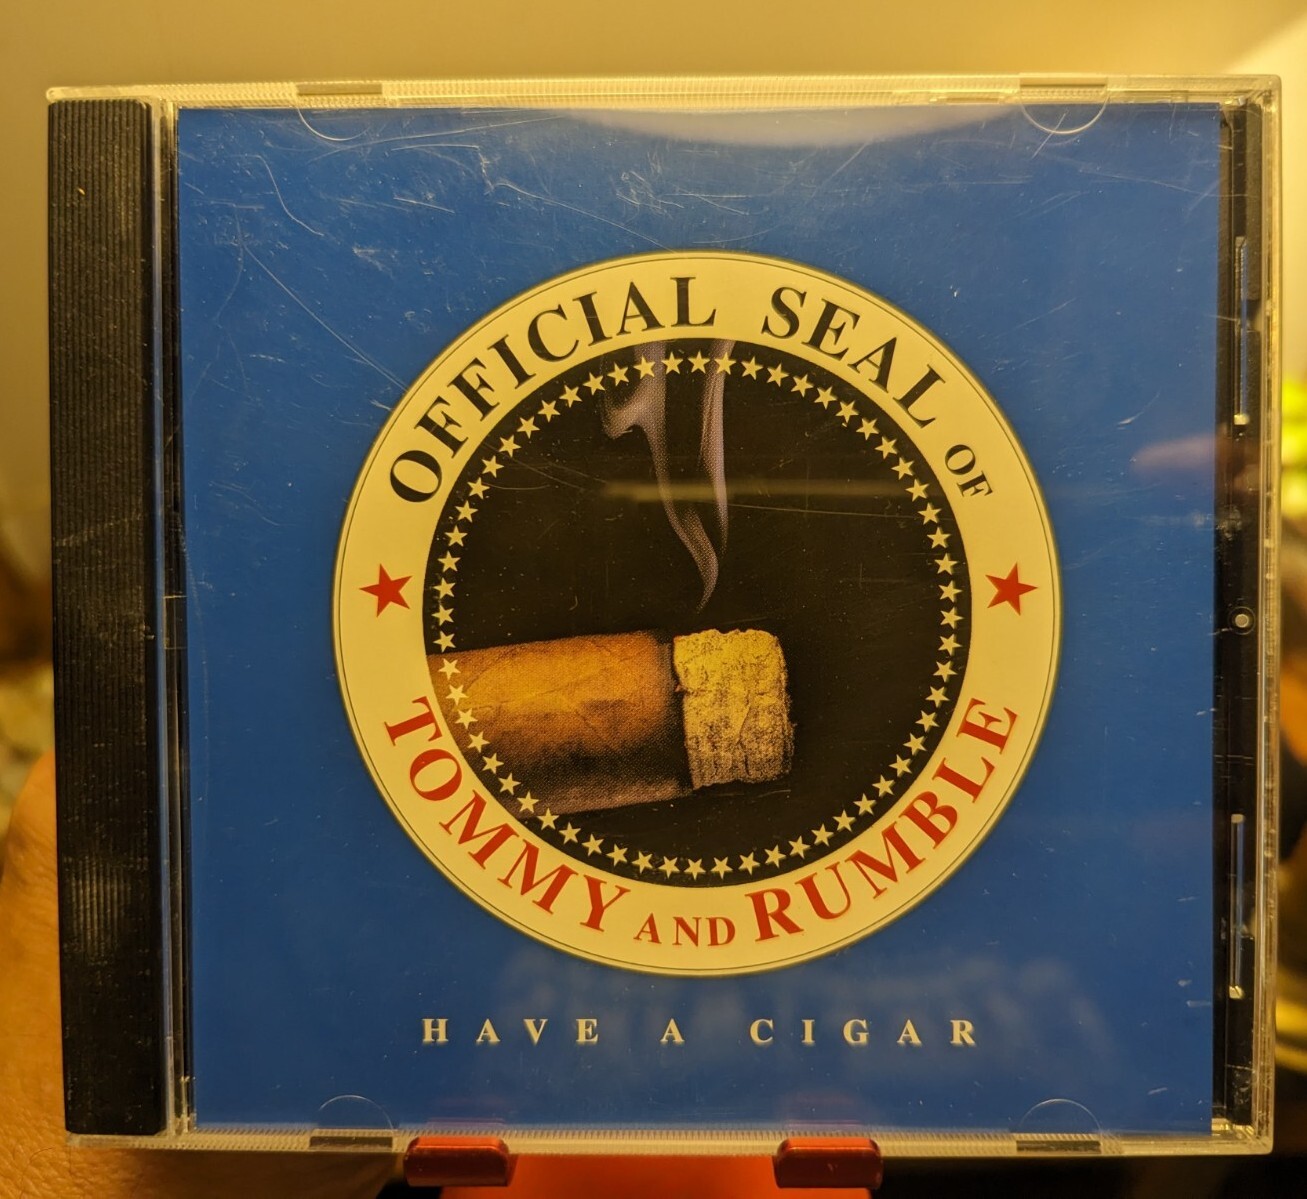 OFFICIAL SEAL OF
TOMMY AND RUMBLE
HAVE A CIGAR